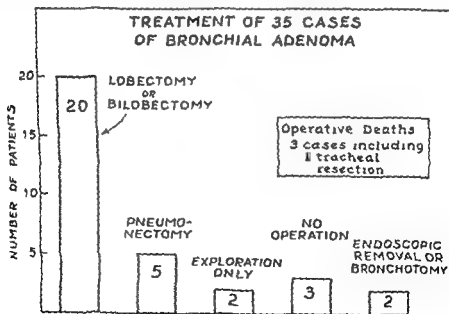 TREATMENT OF 35 CASES
OF BRONCHIAL ADENOMA
NUMBER OF PATIENTS
20
15
10
5
20
LOBECTOMY
OR
BILOBECTOMY
Operative Deaths
3 cases including
1 tracheal
resection
PNEUMO-
NECTOMY
5
EXPLORATION
ONLY
2
NO
OPERATION
3
ENDOSCOPIC
REMOVAL OR
BRONCHOTOMY
2